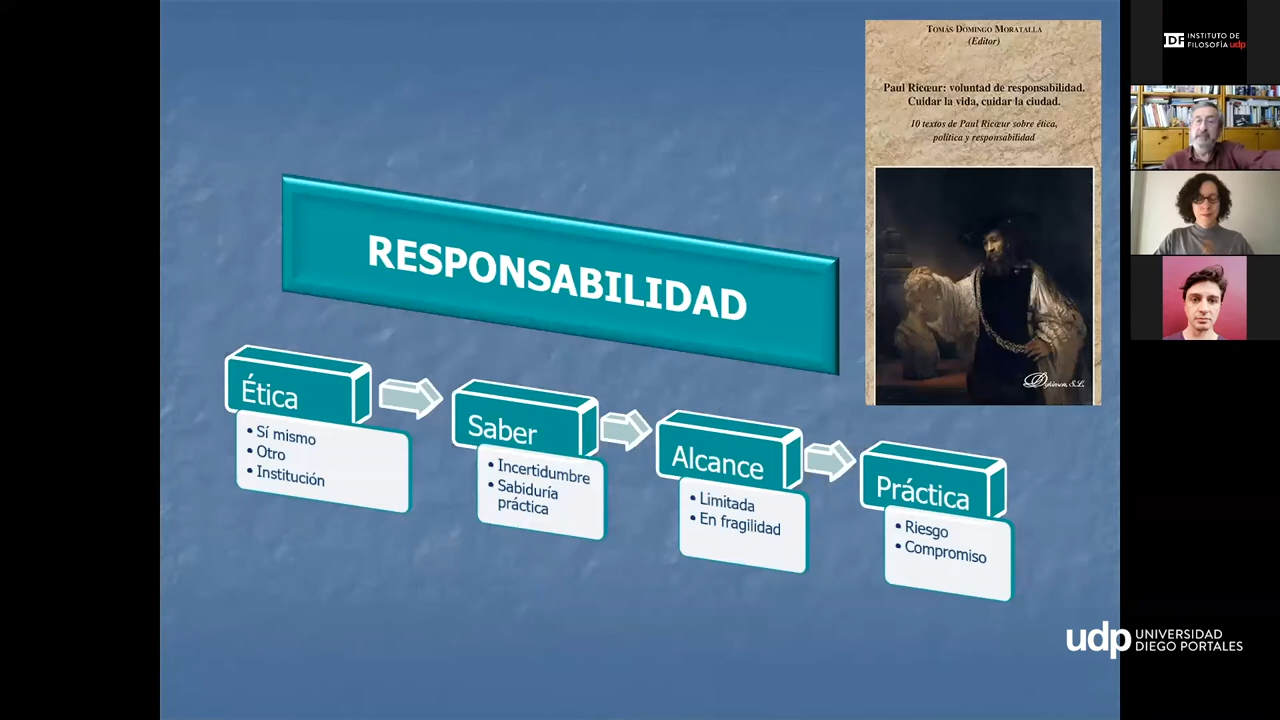 TOMÁS DOMINGO MORATALLA
(Editor)
Paul Ricœur: voluntad de responsabilidad.
Cuidar la vida, cuidar la ciudad.
10 textos de Paul Ricœur sobre ética,
política y responsabilidad
Dykinson, S.L.
RESPONSABILIDAD
Ética
• Sí mismo
• Otro
• Institución
Saber
• Incertidumbre
• Sabiduría
práctica
Alcance
• Limitada
• En fragilidad
Práctica
• Riesgo
• Compromiso
IDF INSTITUTO DE
FILOSOFÍA udp
udp UNIVERSIDAD
DIEGO PORTALES